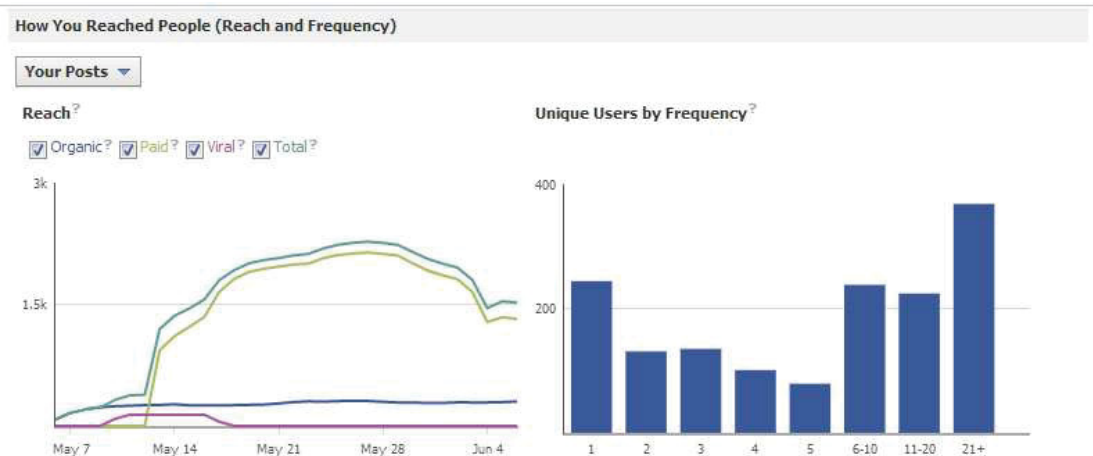 How You Reached People (Reach and Frequency)
Your Posts
Reach?
Unique Users by Frequency?
Organic? Paid? Viral? Total?
3k
1.5k
May 7 May 14 May 21 May 28 Jun 4
400
200
1 2 3 4 5 6-10 11-20 21+